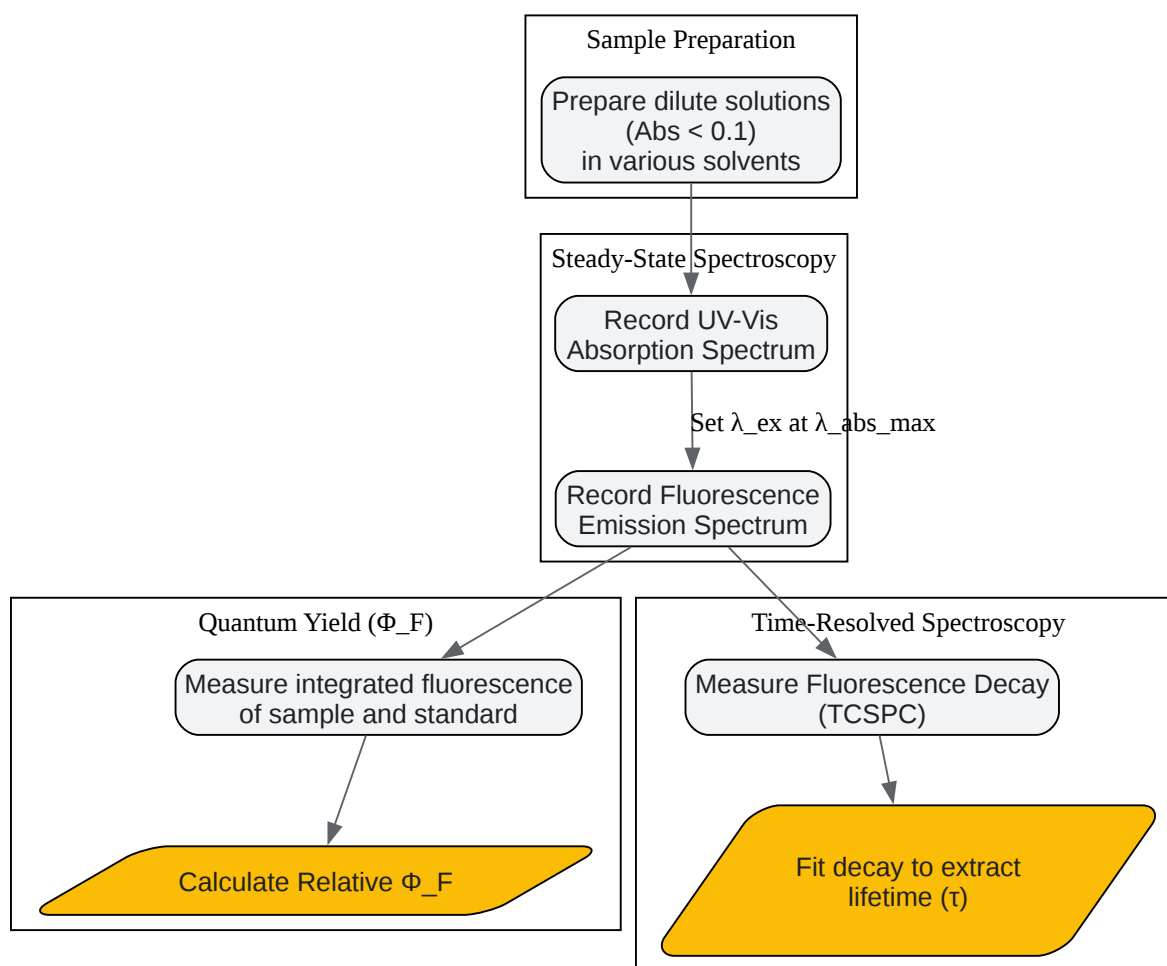 Sample Preparation
Prepare dilute solutions
(Abs < 0.1)
in various solvents
Steady-State Spectroscopy
Record UV-Vis
Absorption Spectrum
Set λ_ex at λ_abs_max
Record Fluorescence
Emission Spectrum
Quantum Yield (Φ_F)
Measure integrated fluorescence
of sample and standard
Calculate Relative Φ_F
Time-Resolved Spectroscopy
Measure Fluorescence Decay
(TCSPC)
Fit decay to extract
lifetime (τ)